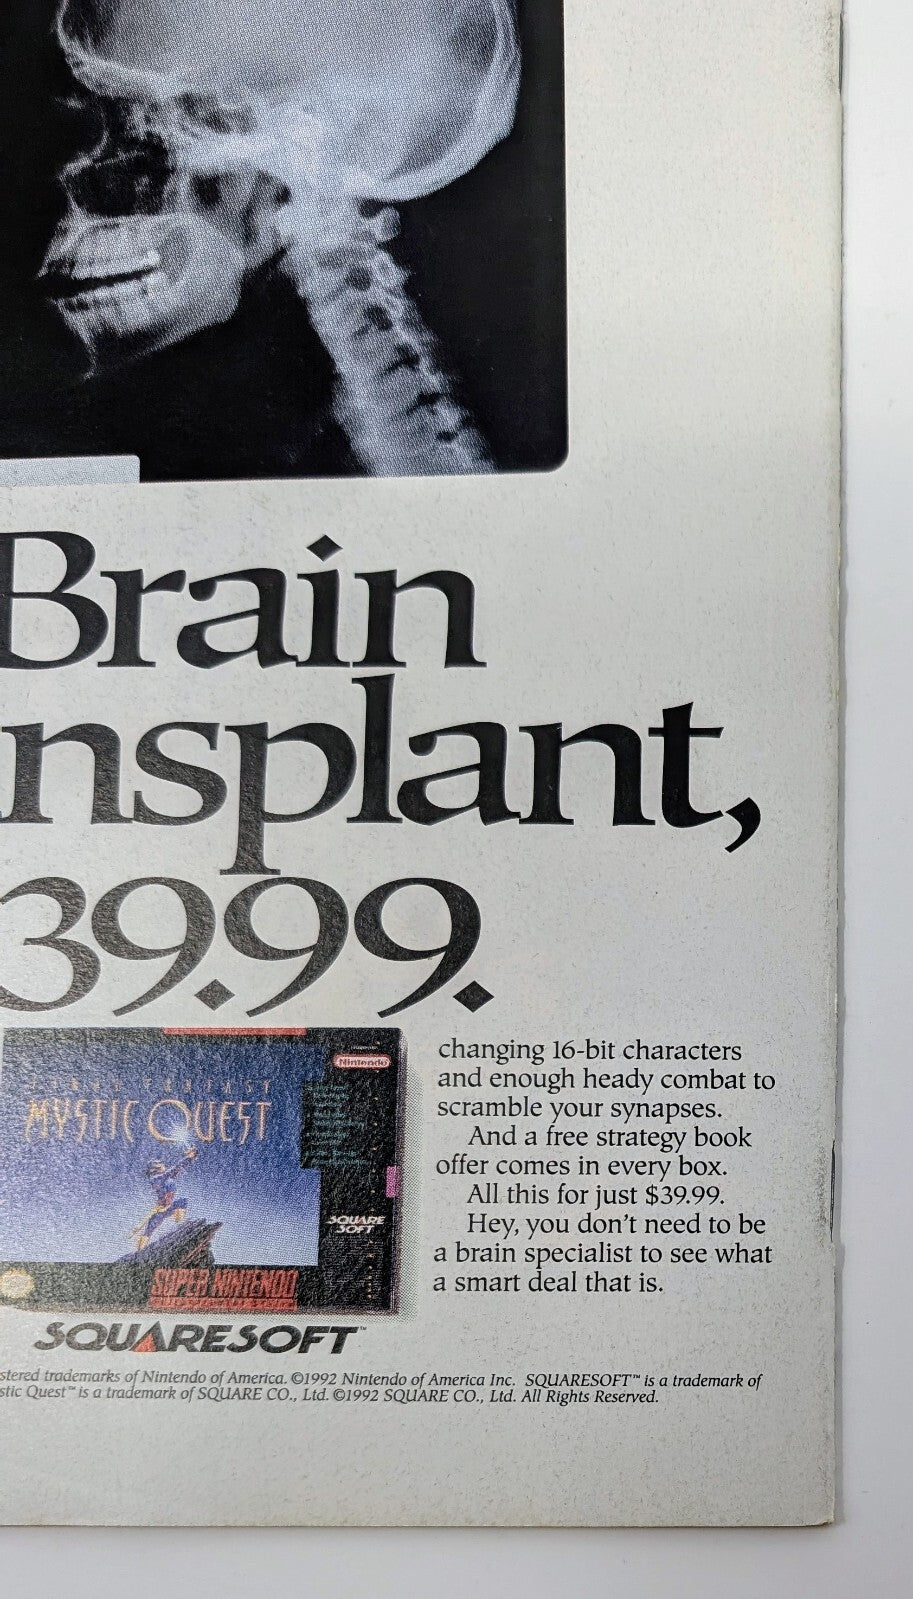 Brain
nsplant,
39.99.
Nintendo
FINAL FANTASY
MYSTIC QUEST
SQUARE
SOFT
SUPER NINTENDO
SQUARESOFT™
changing 16-bit characters
and enough heady combat to
scramble your synapses.
And a free strategy book
offer comes in every box.
All this for just $39.99.
Hey, you don't need to be
a brain specialist to see what
a smart deal that is.
stered trademarks of Nintendo of America. ©1992 Nintendo of America Inc. SQUARESOFT™ is a trademark of
stic Quest™ is a trademark of SQUARE CO., Ltd. ©1992 SQUARE CO., Ltd. All Rights Reserved.